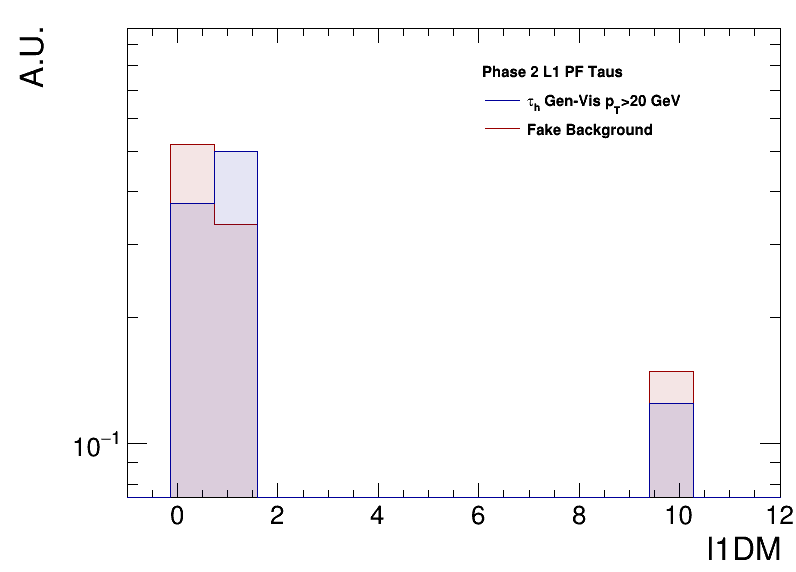 A.U.
Phase 2 L1 PF Taus
τh Gen-Vis pT>20 GeV
Fake Background
10−1
0 2 4 6 8 10 12
l1DM